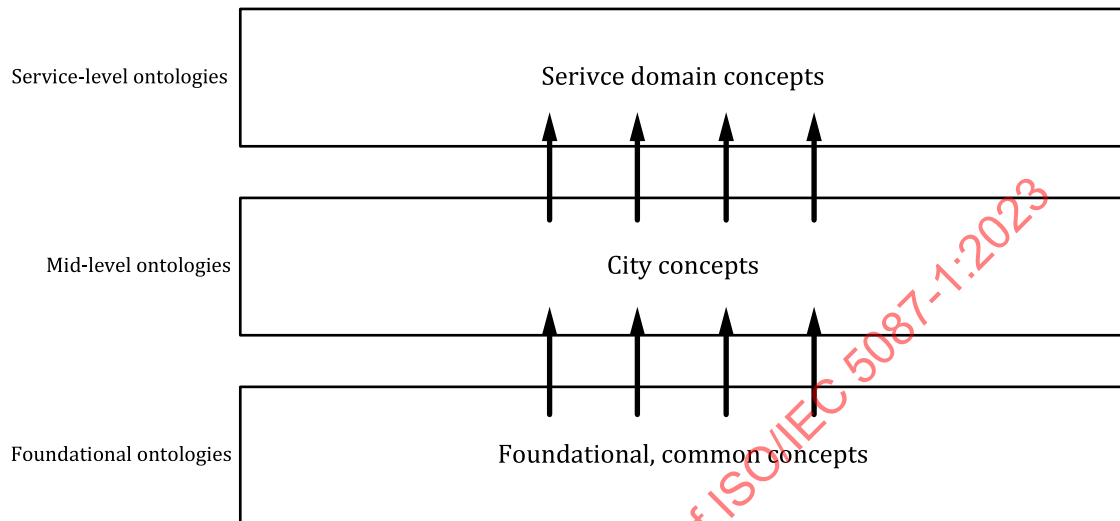 Service-level ontologies
Serivce domain concepts
Mid-level ontologies
City concepts
Foundational ontologies
Foundational, common concepts
of ISO/IEC 5087-1:2023